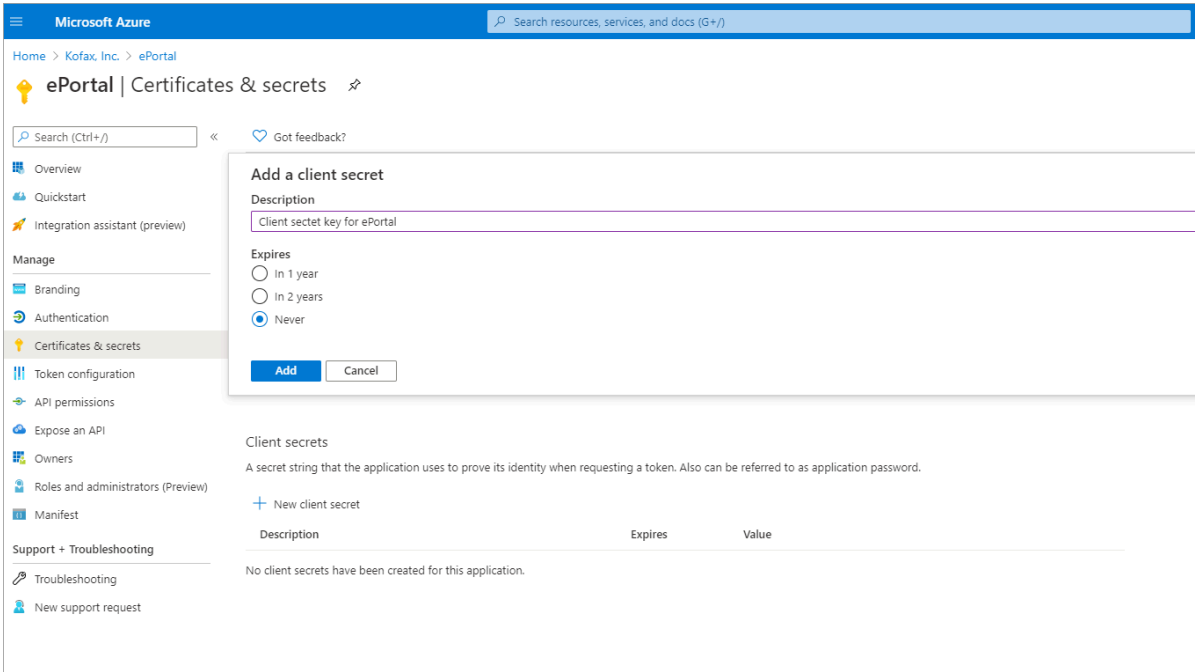 Microsoft Azure
Search resources, services, and docs (G+/)
Home > Kofax, Inc. > ePortal
ePortal | Certificates & secrets
Search (Ctrl+/)
«
Got feedback?
Overview
Quickstart
Integration assistant (preview)
Manage
Branding
Authentication
Certificates & secrets
Token configuration
API permissions
Expose an API
Owners
Roles and administrators (Preview)
Manifest
Support + Troubleshooting
Troubleshooting
New support request
Add a client secret
Description
Client sectet key for ePortal
Expires
In 1 year
In 2 years
Never
Add Cancel
Client secrets
A secret string that the application uses to prove its identity when requesting a token. Also can be referred to as application password.
New client secret
Description Expires Value
No client secrets have been created for this application.